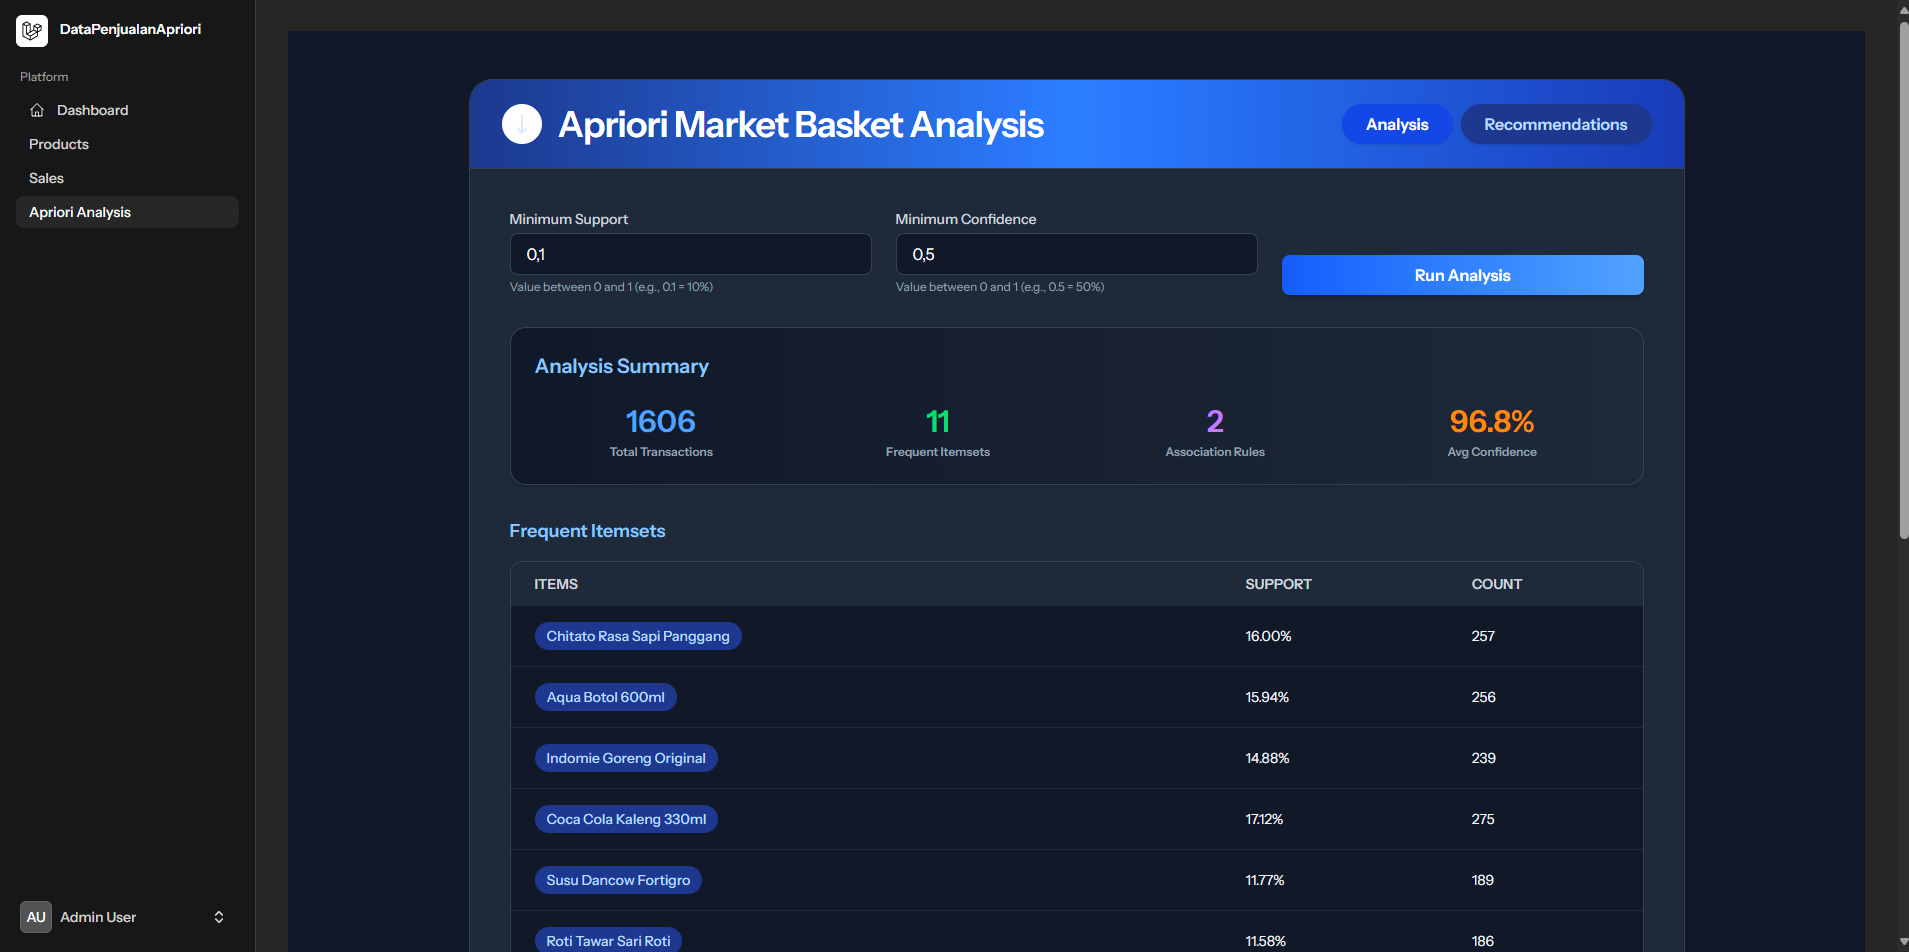 DataPenjualanApriori
Platform
Dashboard
Products
Sales
Apriori Analysis
AU Admin User
Apriori Market Basket Analysis
Analysis Recommendations
Minimum Support
0,1
Value between 0 and 1 (e.g., 0.1 = 10%)
Minimum Confidence
0,5
Value between 0 and 1 (e.g., 0.5 = 50%)
Run Analysis
Analysis Summary
1606
Total Transactions
11
Frequent Itemsets
2
Association Rules
96.8%
Avg Confidence
Frequent Itemsets
ITEMS SUPPORT COUNT
Chitato Rasa Sapi Panggang 16.00% 257
Aqua Botol 600ml 15.94% 256
Indomie Goreng Original 14.88% 239
Coca Cola Kaleng 330ml 17.12% 275
Susu Dancow Fortigro 11.77% 189
Roti Tawar Sari Roti 11.58% 186